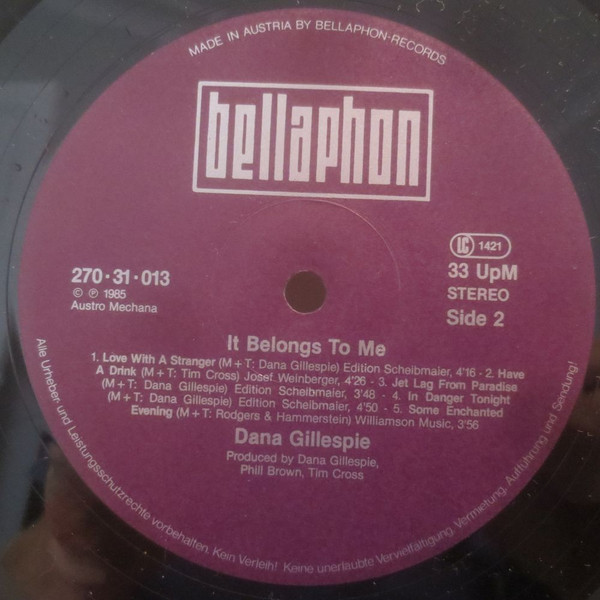 MADE IN AUSTRIA BY BELLAPHON-RECORDS
bellaphon
LC 1421
270·31·013
33 UpM
© ℗ 1985
STEREO
Austro Mechana
Side 2
It Belongs To Me
1. Love With A Stranger (M+T: Dana Gillespie) Edition Scheibmaier, 4'16 - 2. Have
A Drink (M+T: Tim Cross) Josef Weinberger, 4'26 - 3. Jet Lag From Paradise
(M+T: Dana Gillespie) Edition Scheibmaier, 3'48 - 4. In Danger Tonight
(M+T: Dana Gillespie) Edition Scheibmaier, 4'50 - 5. Some Enchanted
Evening (M+T: Rodgers & Hammerstein) Williamson Music, 3'56
Dana Gillespie
Produced by Dana Gillespie,
Phill Brown, Tim Cross
Alle Urheber- und Leistungsschutzrechte vorbehalten. Kein Verleih! Keine unerlaubte Vervielfältigung, Vermietung, Aufführung und Sendung!